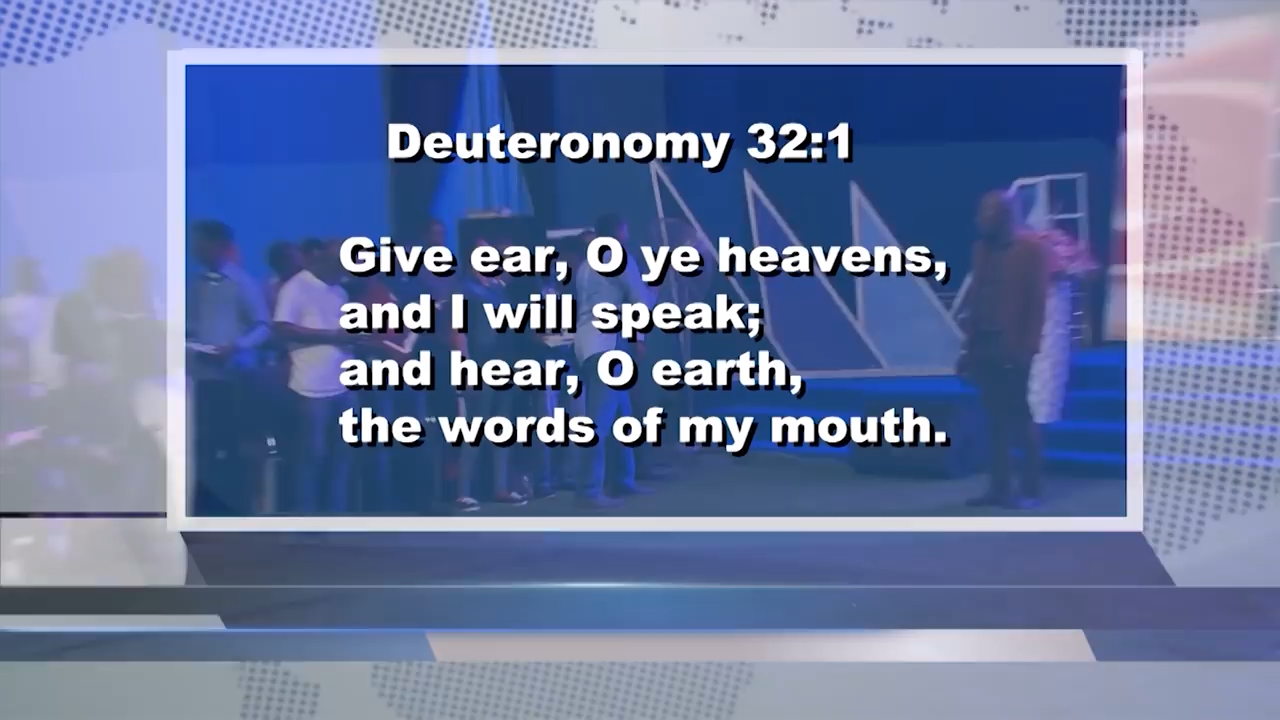 Deuteronomy 32:1
Give ear, O ye heavens,
and I will speak;
and hear, O earth,
the words of my mouth.